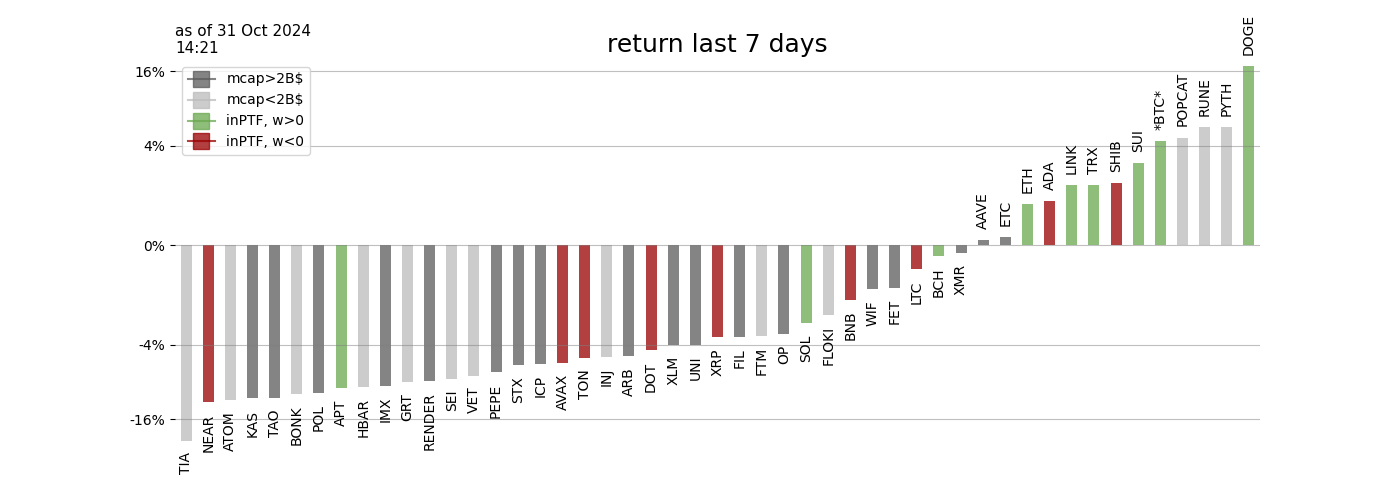 as of 31 Oct 2024
14:21
return last 7 days
mcap>2B$
mcap<2B$
inPTF, w>0
inPTF, w<0
16%
4%
0%
-4%
-16%
TIA
NEAR
ATOM
KAS
TAO
BONK
POL
APT
HBAR
IMX
GRT
RENDER
SEI
VET
PEPE
STX
ICP
AVAX
TON
INJ
ARB
DOT
XLM
UNI
XRP
FIL
FTM
OP
SOL
FLOKI
BNB
WIF
FET
LTC
BCH
XMR
AAVE
ETC
ETH
ADA
LINK
TRX
SHIB
SUI
*BTC*
POPCAT
RUNE
PYTH
DOGE